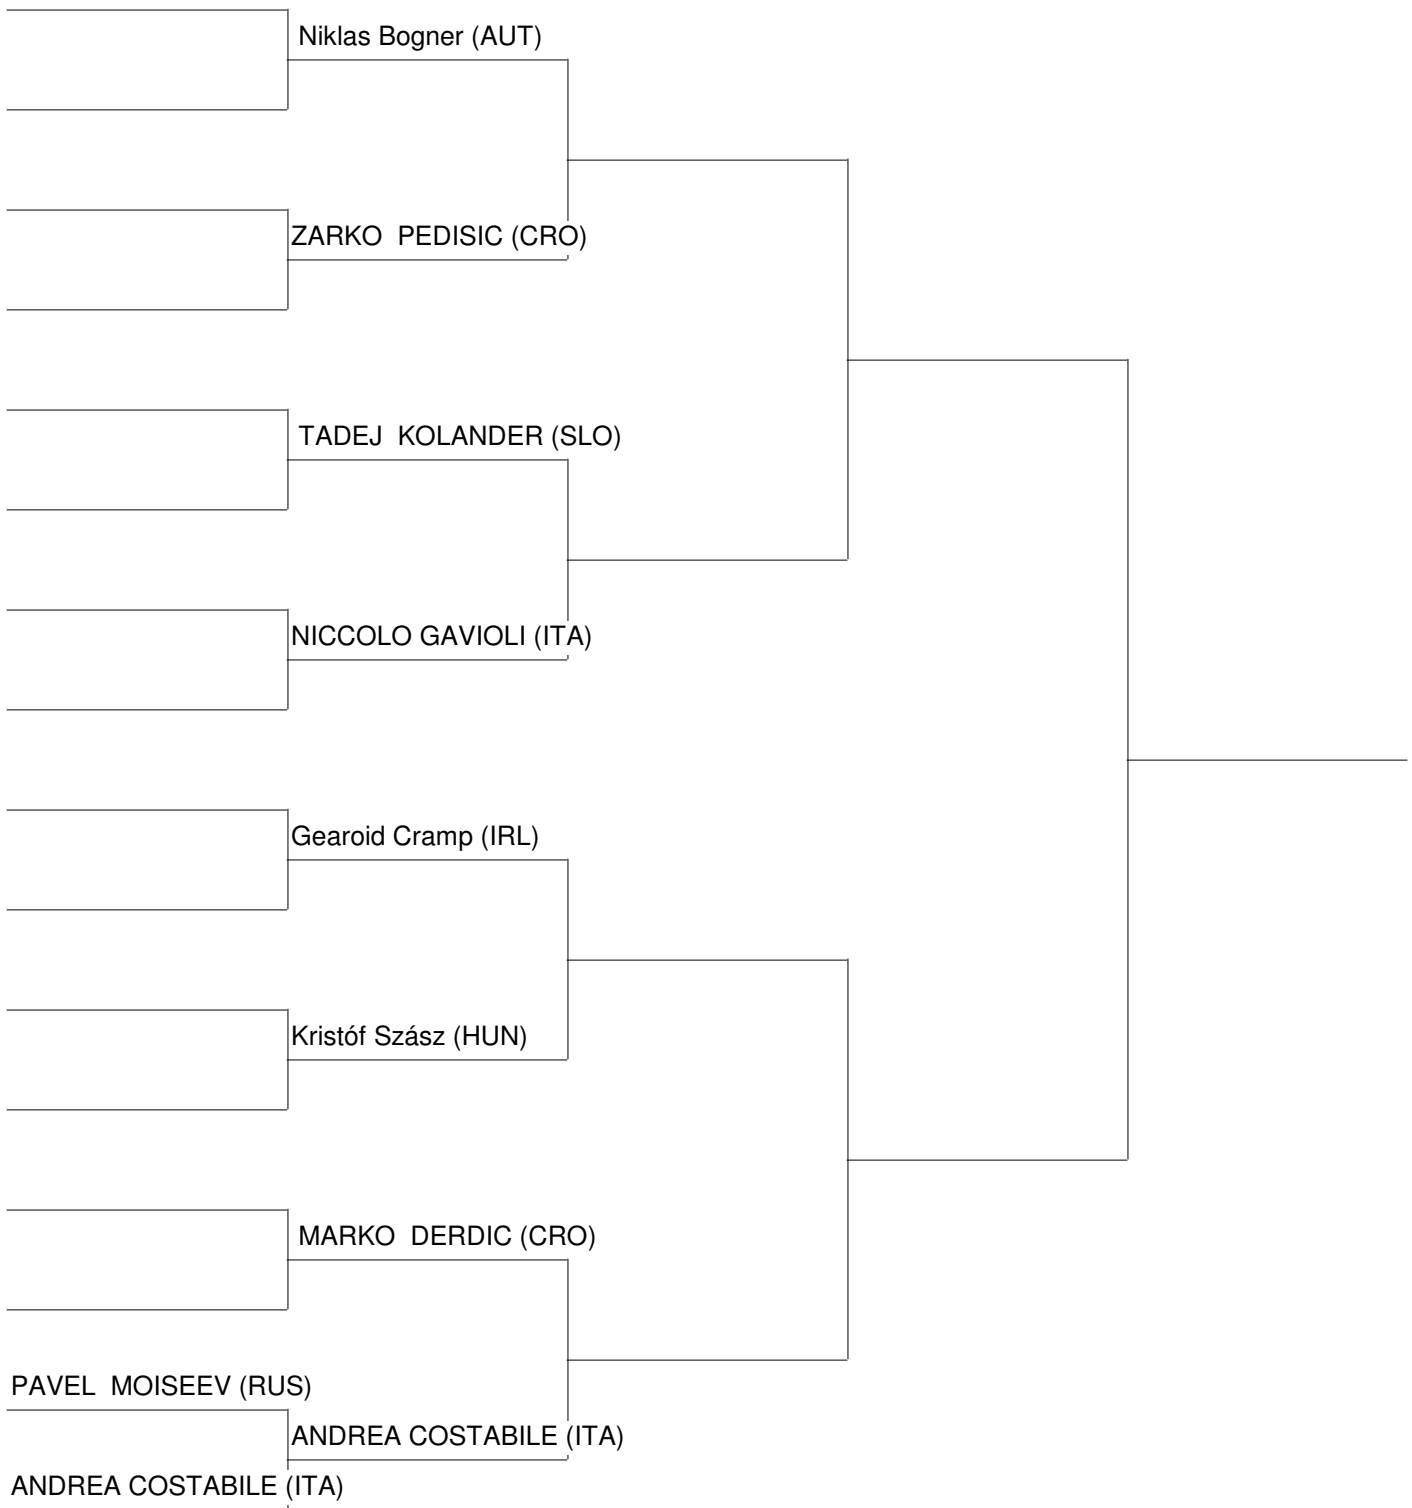 Niklas Bogner (AUT)
ZARKO  PEDISIC (CRO)
TADEJ  KOLANDER (SLO)
NICCOLO GAVIOLI (ITA)
Gearoid Cramp (IRL)
Kristóf Szász (HUN)
MARKO  DERDIC (CRO)
PAVEL  MOISEEV (RUS)
ANDREA COSTABILE (ITA)
ANDREA COSTABILE (ITA)